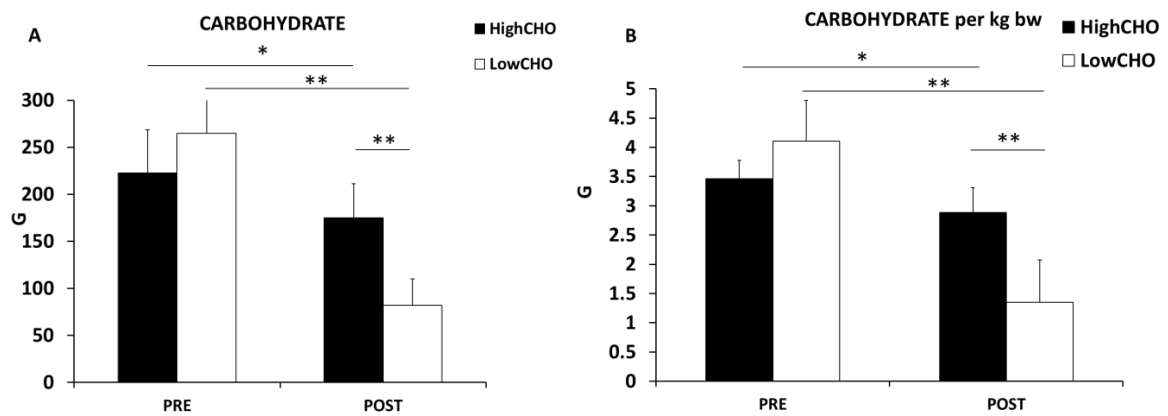 A
CARBOHYDRATE
HighCHO
LowCHO
*
**
**
300
250
200
150
100
50
0
G
PRE
POST
B
CARBOHYDRATE per kg bw
HighCHO
LowCHO
*
**
**
5
4.5
4
3.5
3
2.5
2
1.5
1
0.5
0
G
PRE
POST